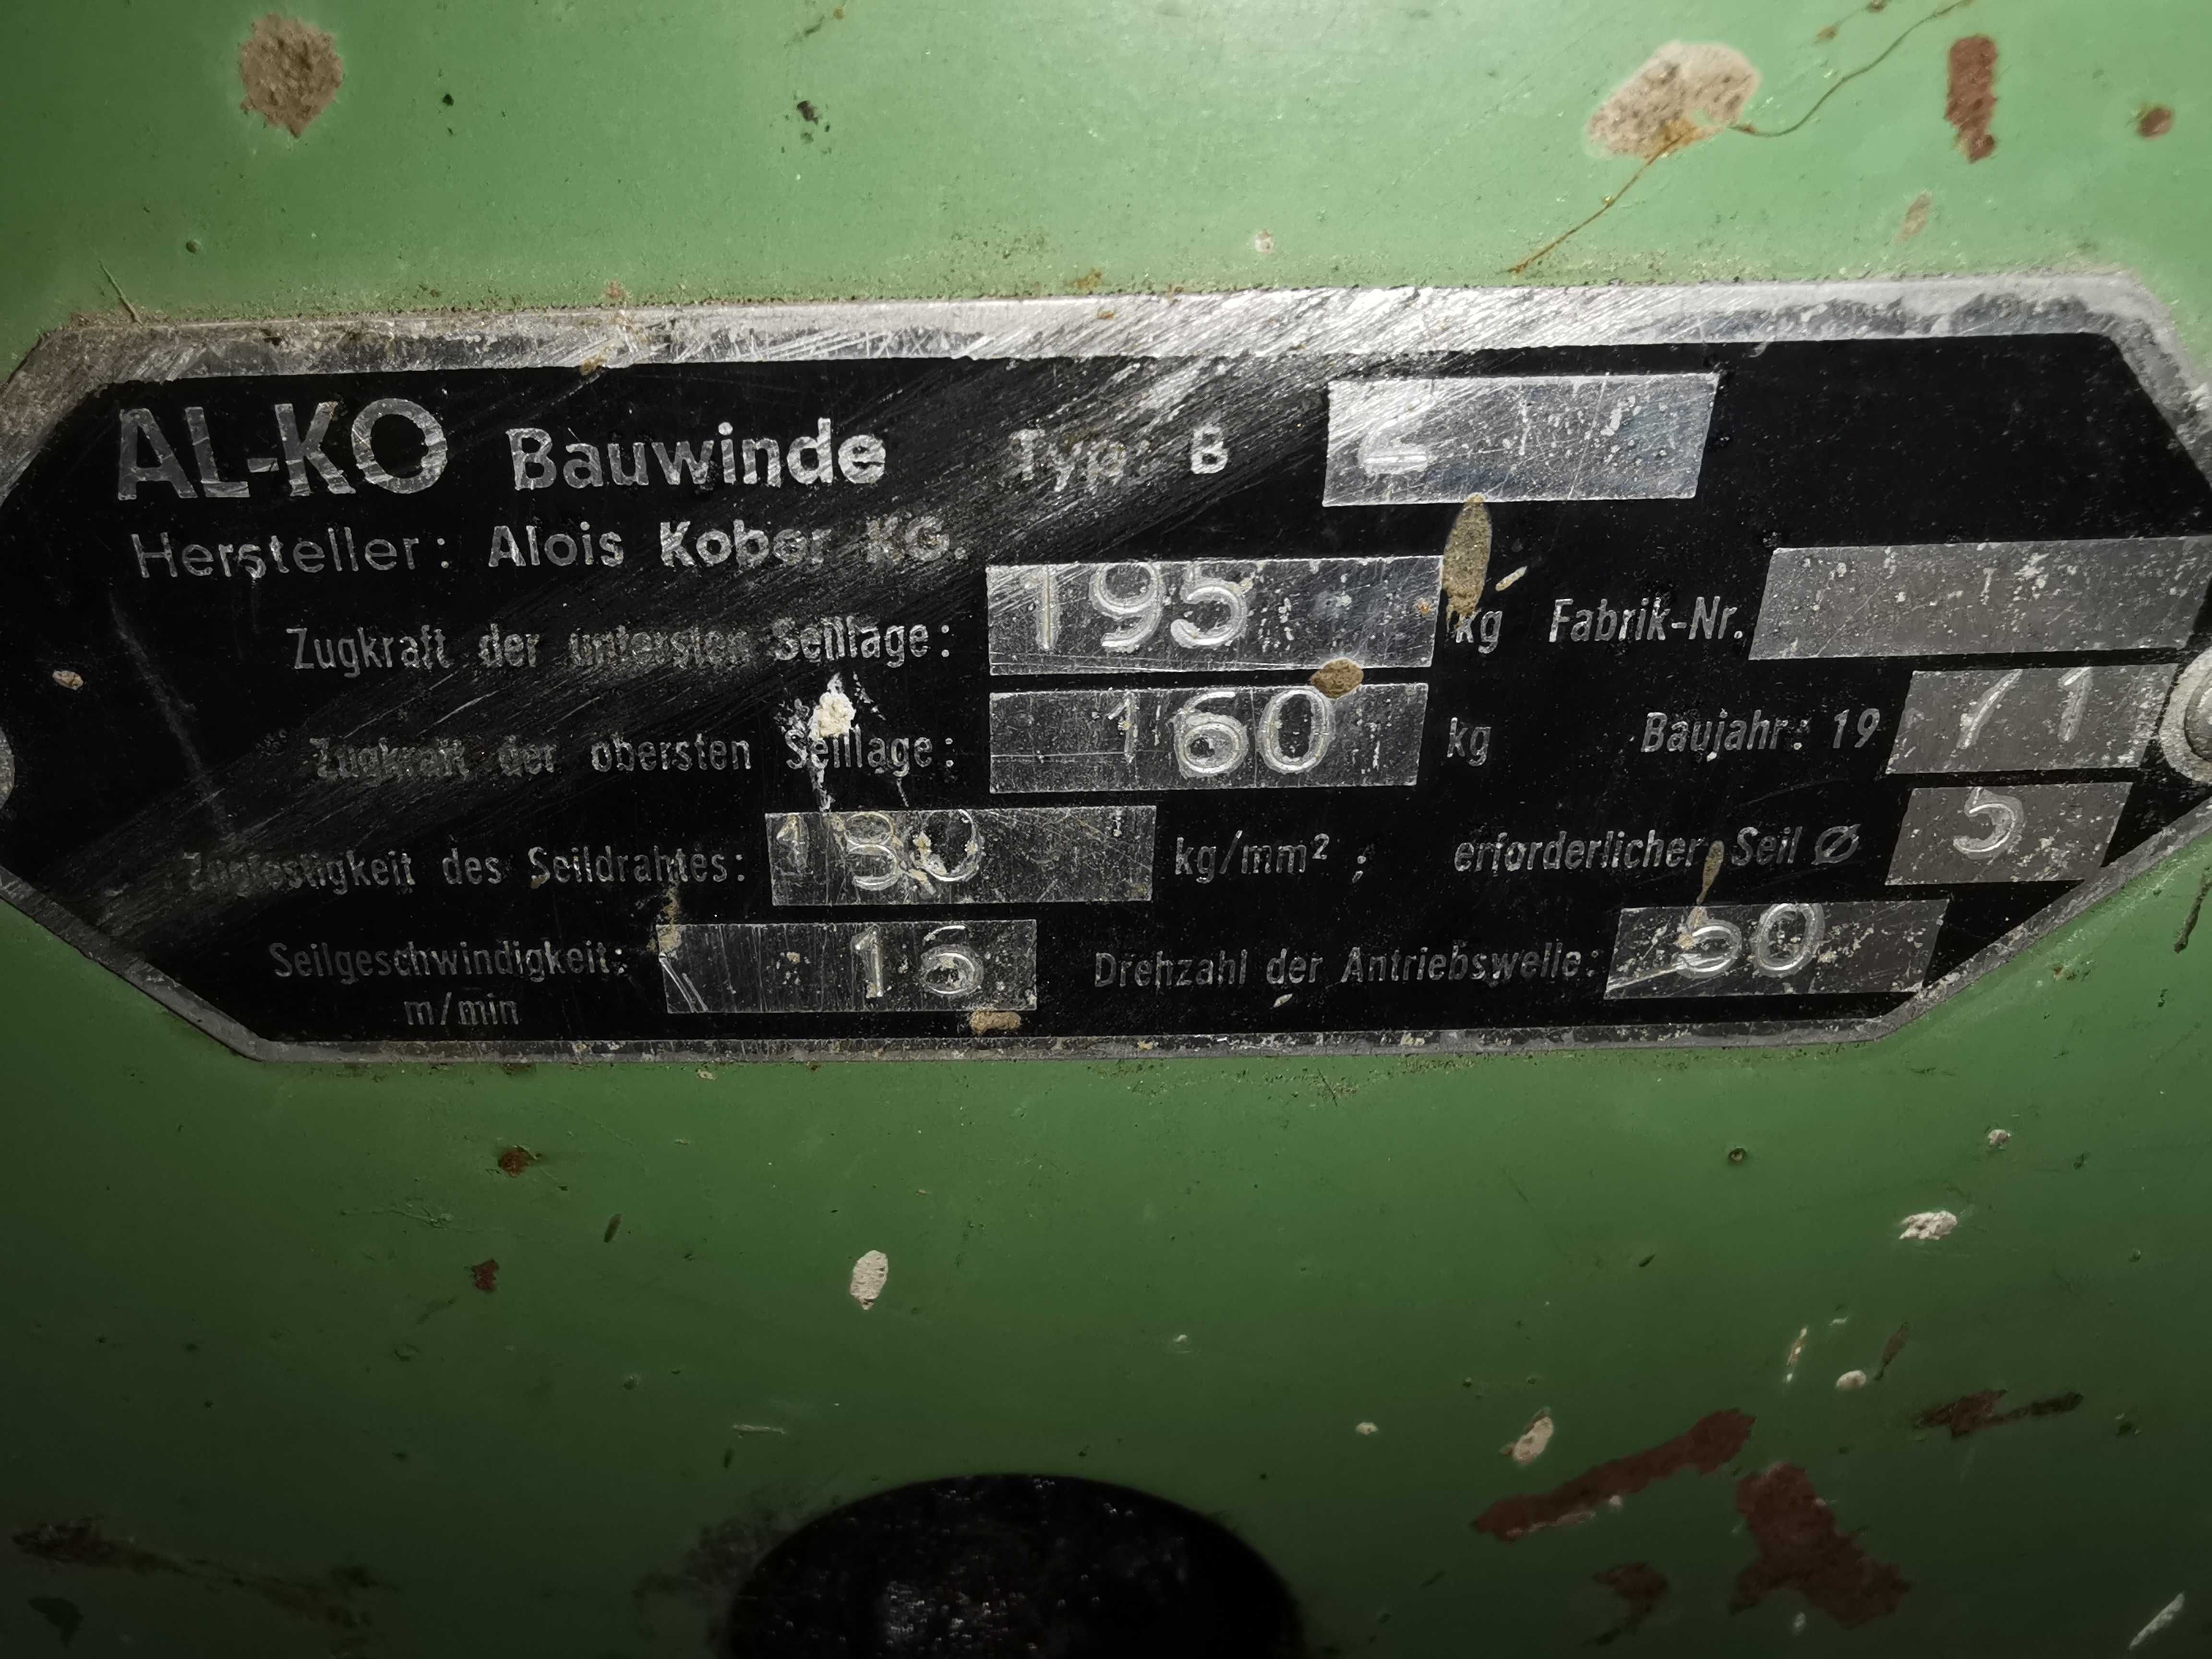 AL-KO Bauwinde Typ: B
Hersteller: Alois Kober KG.
Zugkraft der untersten Seillage: 195 kg Fabrik-Nr.
Zugkraft der obersten Seillage: 160 kg Baujahr: 19 71
Zugfestigkeit des Seildrahtes: 180 kg/mm² ; erforderlicher Seil Ø 5
Seilgeschwindigkeit: 16 Drehzahl der Antriebswelle: 60
m/min